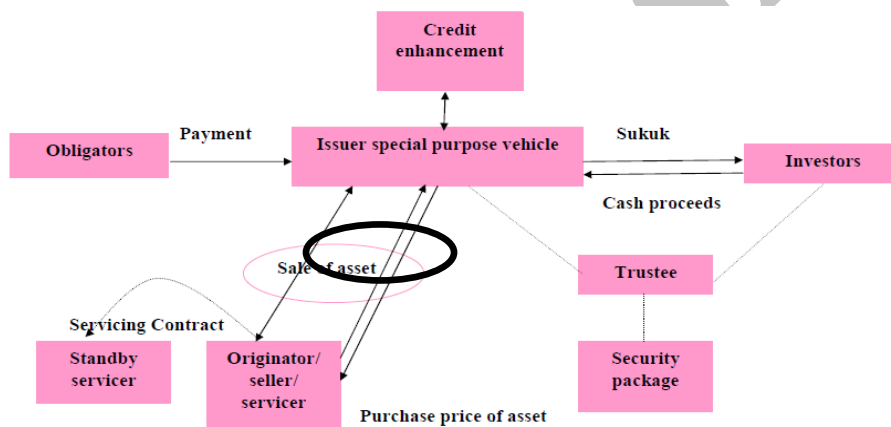 Credit
enhancement
Payment
Sukuk
Obligators
Issuer special purpose vehicle
Investors
Cash proceeds
Sale of asset
Trustee
Servicing Contract
Standby
servicer
Originator/
seller/
servicer
Security
package
Purchase price of asset